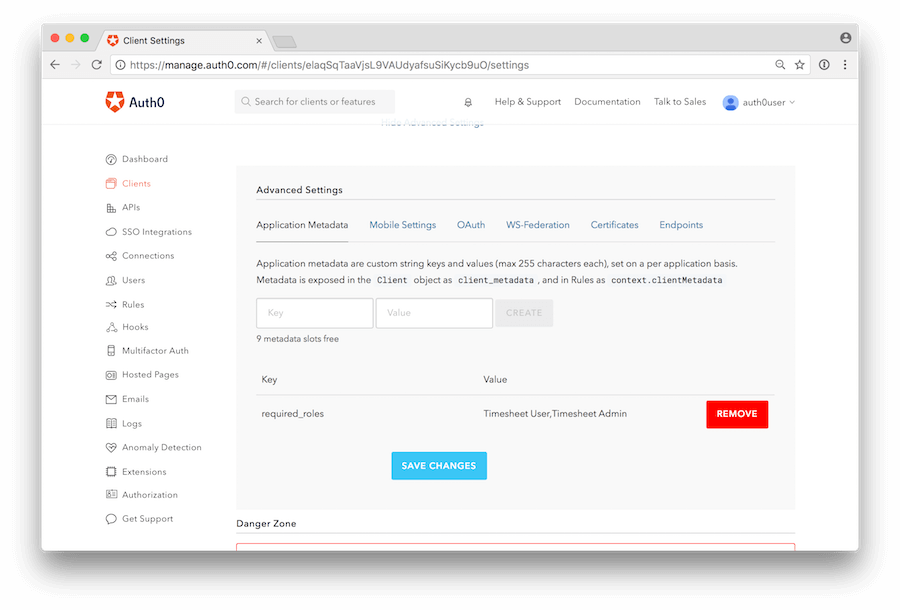 Client Settings
https://manage.auth0.com/#/clients/elaqSqTaaVjsL9VAUdyafsuSiKycb9uO/settings
Auth0
Search for clients or features
Help & Support
Documentation
Talk to Sales
auth0user
Hide Advanced Settings
Dashboard
Clients
APIs
SSO Integrations
Connections
Users
Rules
Hooks
Multifactor Auth
Hosted Pages
Emails
Logs
Anomaly Detection
Extensions
Authorization
Get Support
Advanced Settings
Application Metadata
Mobile Settings
OAuth
WS-Federation
Certificates
Endpoints
Application metadata are custom string keys and values (max 255 characters each), set on a per application basis.
Metadata is exposed in the Client object as client_metadata , and in Rules as context.clientMetadata
Key
Value
CREATE
9 metadata slots free
Key
Value
required_roles
Timesheet User,Timesheet Admin
REMOVE
SAVE CHANGES
Danger Zone